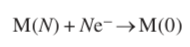 M(N) + Ne⁻ → M(0)